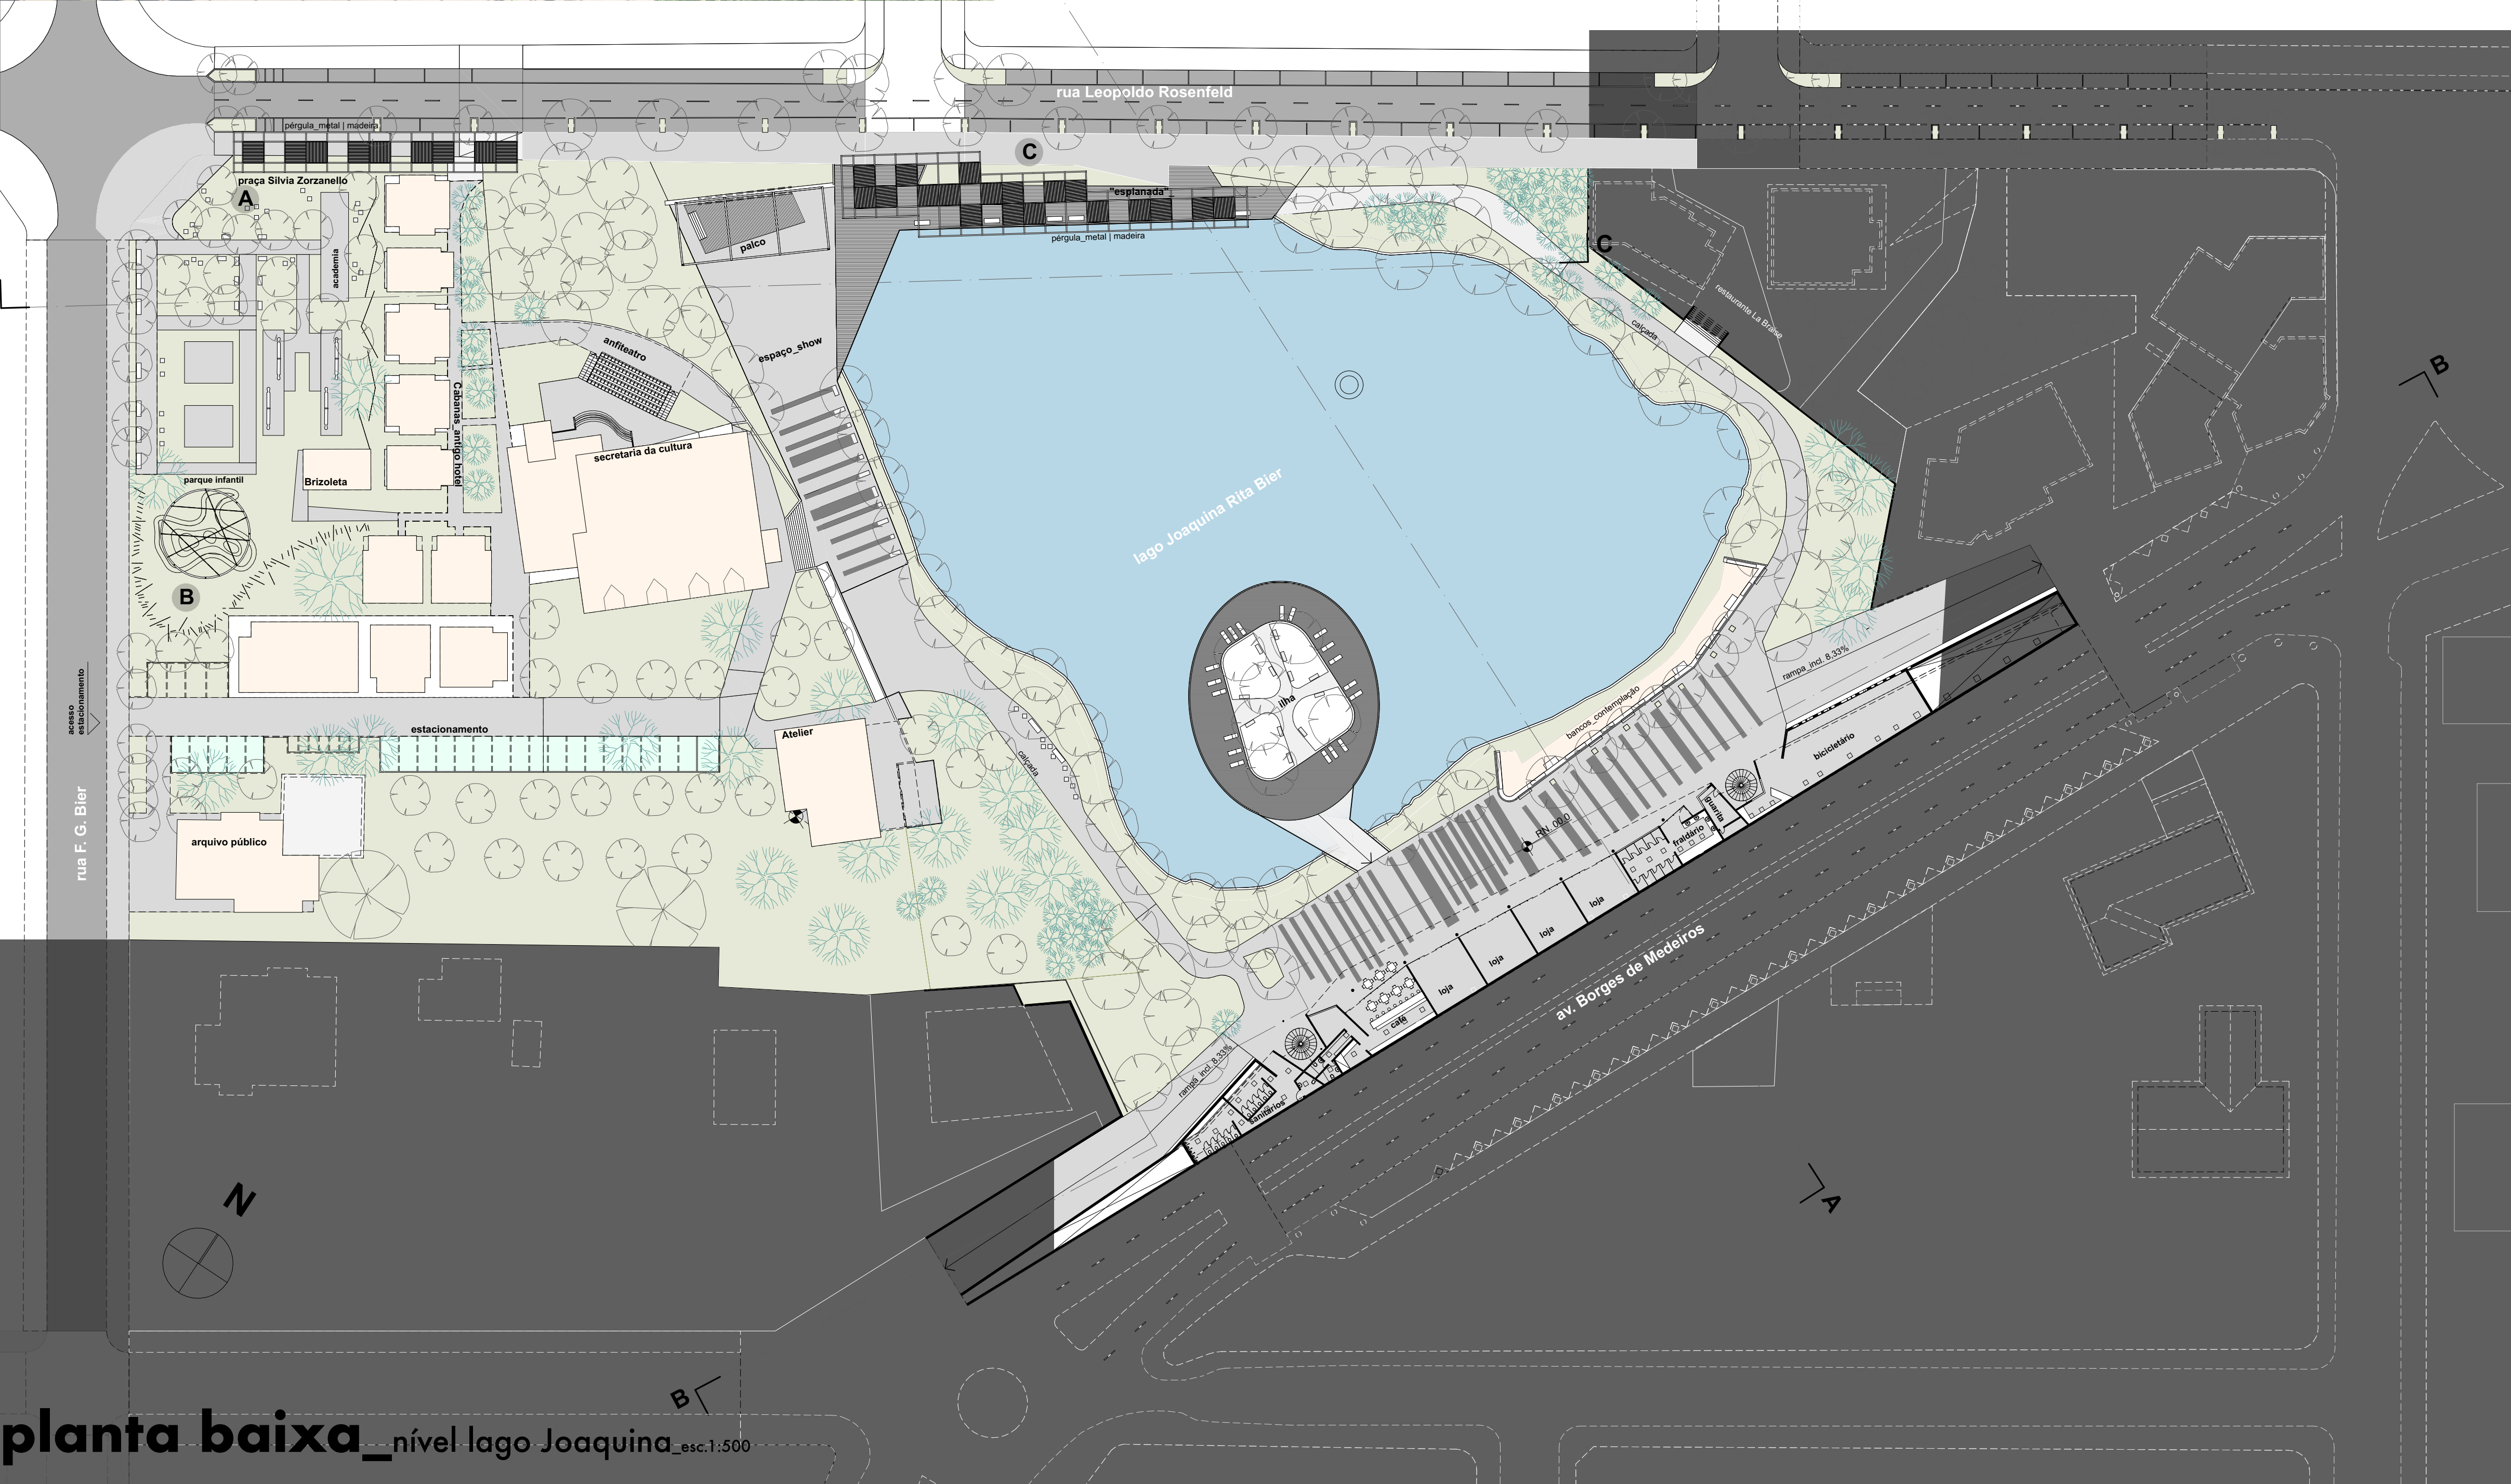 rua Leopoldo Rosenfeld
pérgula_metal | madeira
C
praça Silvia Zorzanello
A
"esplanada"
palco
pérgula_metal | madeira
C
academia
restaurante La Braise
calçada
espaço_show
anfiteatro
B
Cabanas_antigo hotel
secretaria da cultura
Brizoleta
parque infantil
lago Joaquina Rita Bier
B
rampa_incl. 8,33%
acesso
estacionamento
ilha
bancos_contemplação
estacionamento
Atelier
bicicletário
calçada
guarita
rua F. G. Bier
RN_00.0
fraldário
arquivo público
loja
loja
loja
loja
av. Borges de Medeiros
café
rampa_incl. 8,33%
sanitários
N
A
B
planta baixa_nível lago Joaquina_esc.1:500